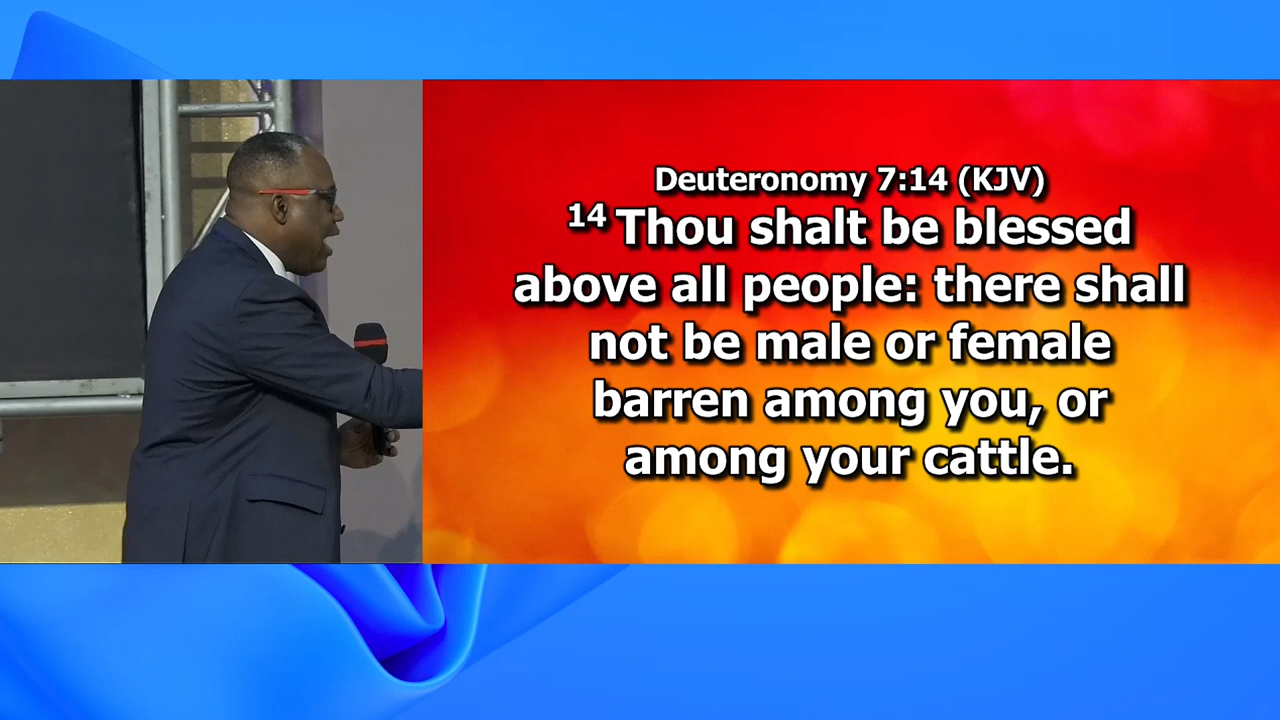 Deuteronomy 7:14 (KJV)
14 Thou shalt be blessed
above all people: there shall
not be male or female
barren among you, or
among your cattle.